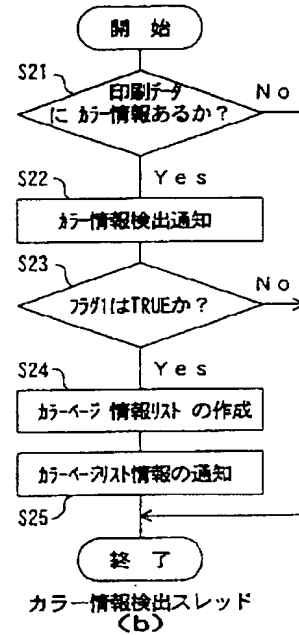 開 始
S21
印刷データ
に カラー情報あるか？
No
Yes
S22
カラー情報検出通知
S23
フラグ1はTRUEか？
No
Yes
S24
カラーページ 情報リスト の作成
カラーページリスト情報の通知
S25
終 了
カラー情報検出スレッド
(b)